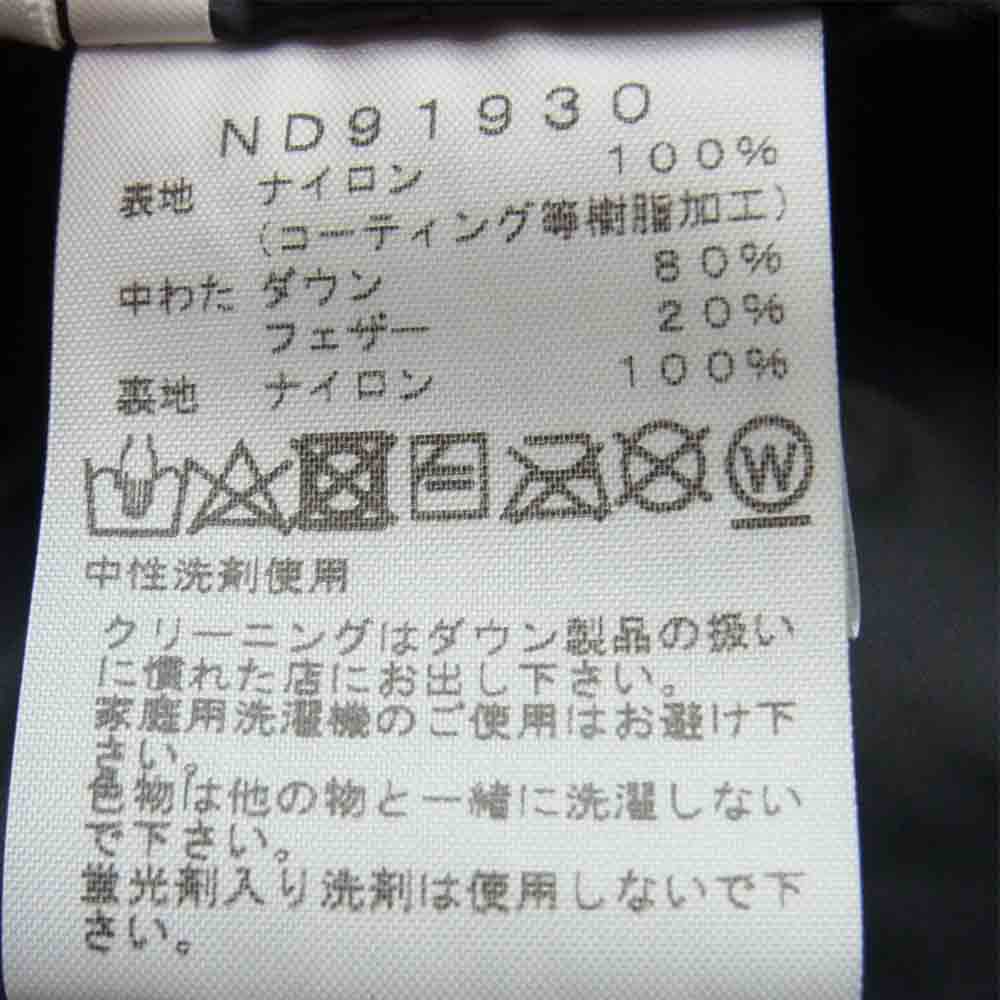 ND91930
表地 ナイロン 100%
(コーティング等樹脂加工)
中わた ダウン 80%
フェザー 20%
裏地 ナイロン 100%
W
中性洗剤使用
クリーニングはダウン製品の扱い
に慣れた店にお出し下さい。
家庭用洗濯機のご使用はお避け下
さい。
色物は他の物と一緒に洗濯しない
で下さい。
蛍光剤入り洗剤は使用しないで下
さい。